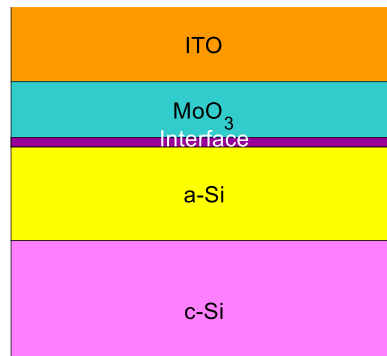 ITO
MoO₃
Interface
a-Si
c-Si